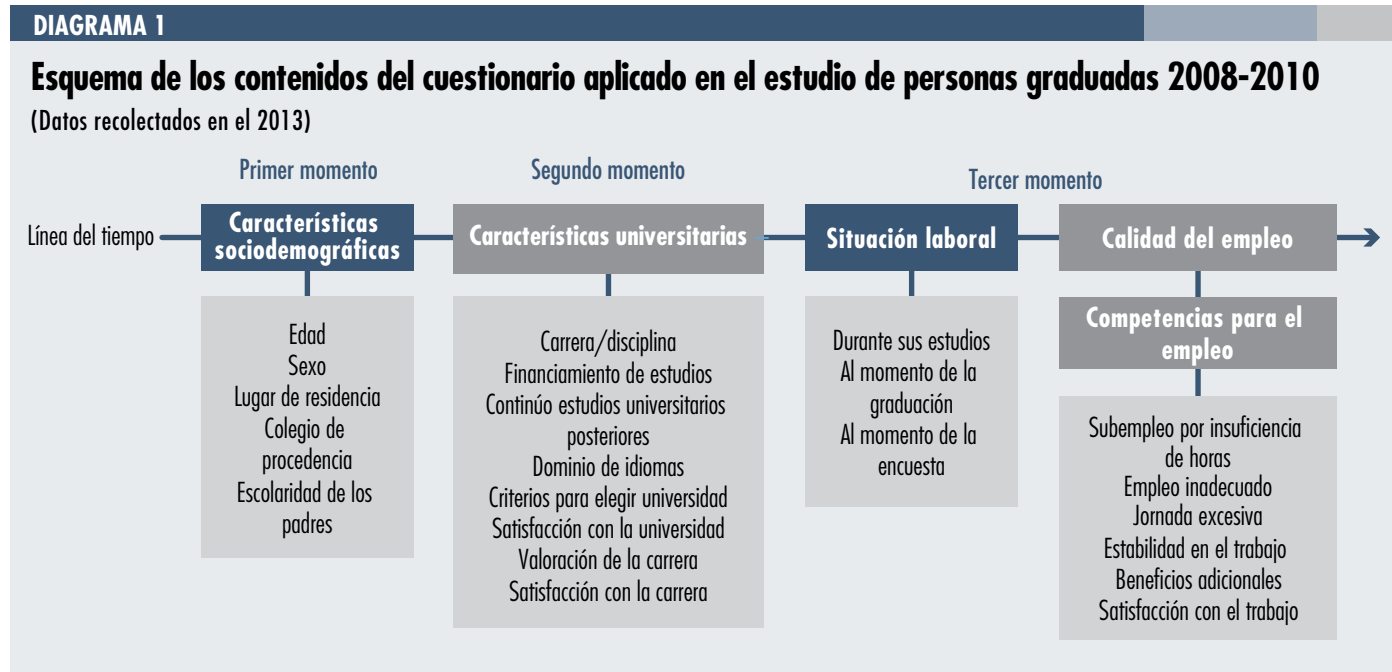 DIAGRAMA 1
Esquema de los contenidos del cuestionario aplicado en el estudio de personas graduadas 2008-2010
(Datos recolectados en el 2013)
Primer momento
Segundo momento
Tercer momento
Línea del tiempo
Características
sociodemográficas
Características universitarias
Situación laboral
Calidad del empleo
Edad
Sexo
Lugar de residencia
Colegio de
procedencia
Escolaridad de los
padres
Carrera/disciplina
Financiamiento de estudios
Continúo estudios universitarios
posteriores
Dominio de idiomas
Criterios para elegir universidad
Satisfacción con la universidad
Valoración de la carrera
Satisfacción con la carrera
Durante sus estudios
Al momento de la
graduación
Al momento de la
encuesta
Competencias para el
empleo
Subempleo por insuficiencia
de horas
Empleo inadecuado
Jornada excesiva
Estabilidad en el trabajo
Beneficios adicionales
Satisfacción con el trabajo